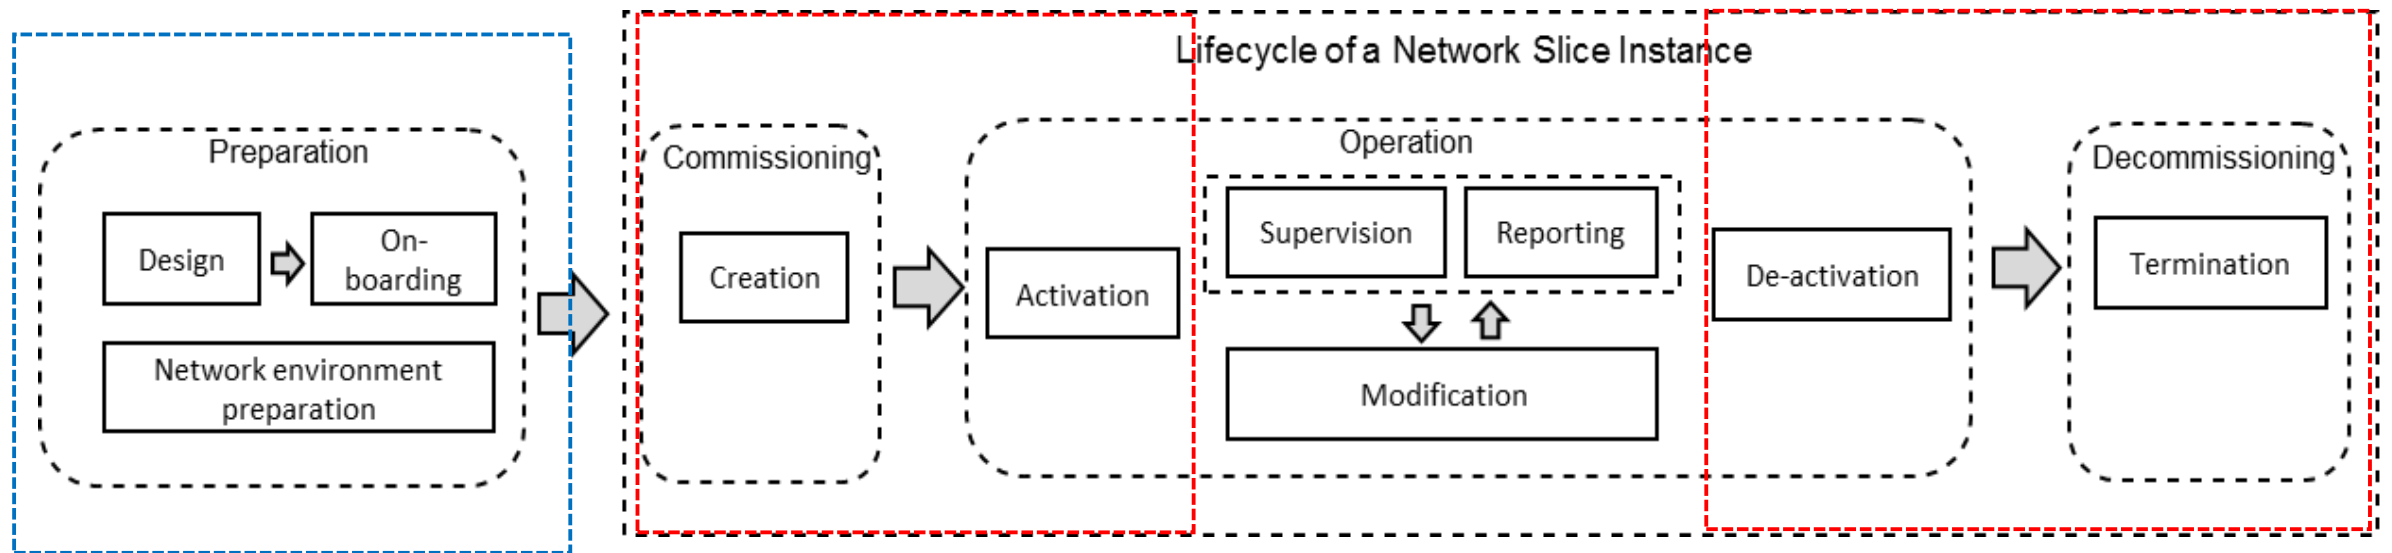 Lifecycle of a Network Slice Instance
Preparation
Design
On-
boarding
Network environment
preparation
Commissioning
Creation
Operation
Activation
Supervision
Reporting
Modification
De-activation
Decommissioning
Termination